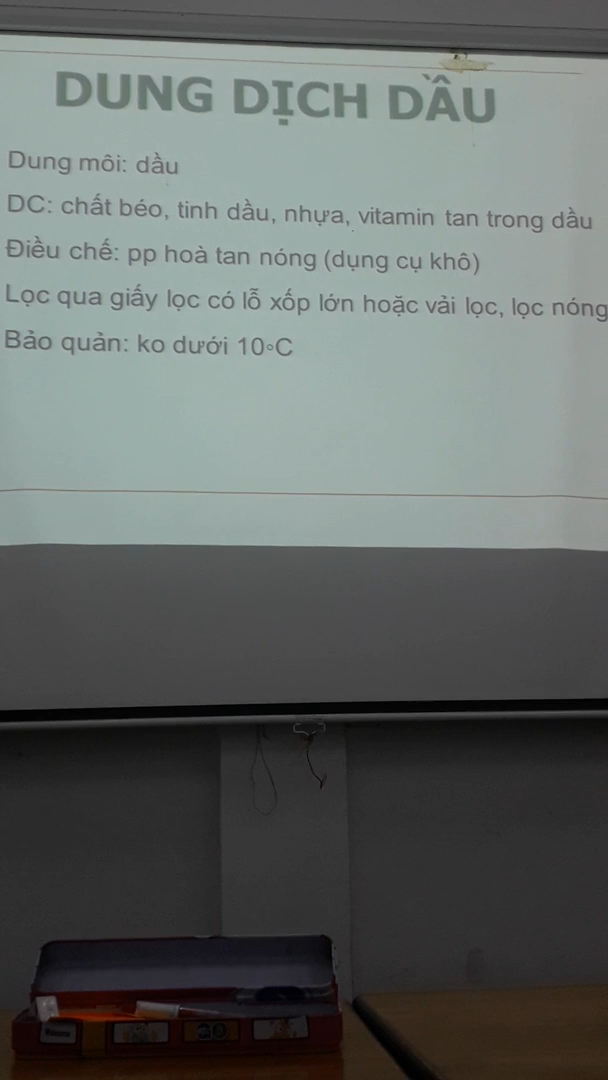 DUNG DỊCH DẦU
Dung môi: dầu
DC: chất béo, tinh dầu, nhựa, vitamin tan trong dầu
Điều chế: pp hoà tan nóng (dụng cụ khô)
Lọc qua giấy lọc có lỗ xốp lớn hoặc vải lọc, lọc nóng
Bảo quản: ko dưới 10°C